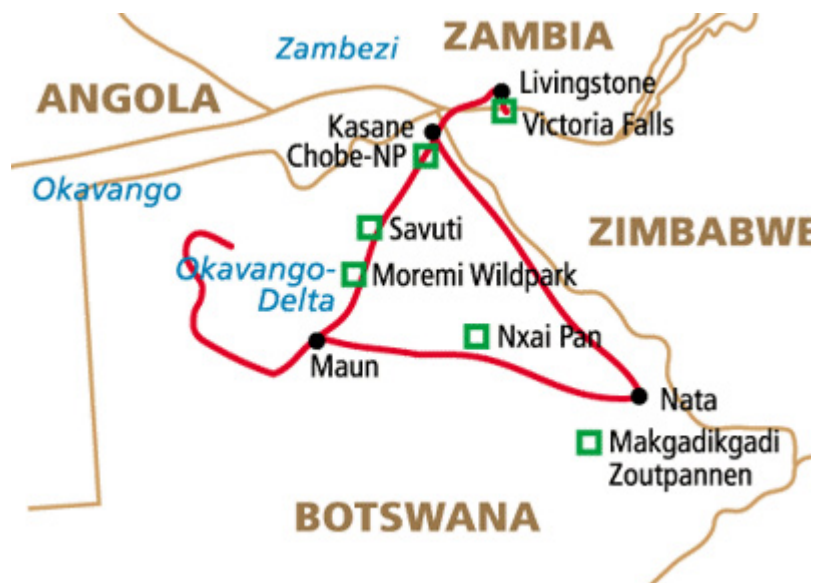 Zambezi
ZAMBIA
ANGOLA
Livingstone
Kasane
Victoria Falls
Chobe-NP
Okavango
Savuti
ZIMBABWE
Okavango-
Delta
Moremi Wildpark
Nxai Pan
Maun
Nata
Makgadikgadi
Zoutpannen
BOTSWANA